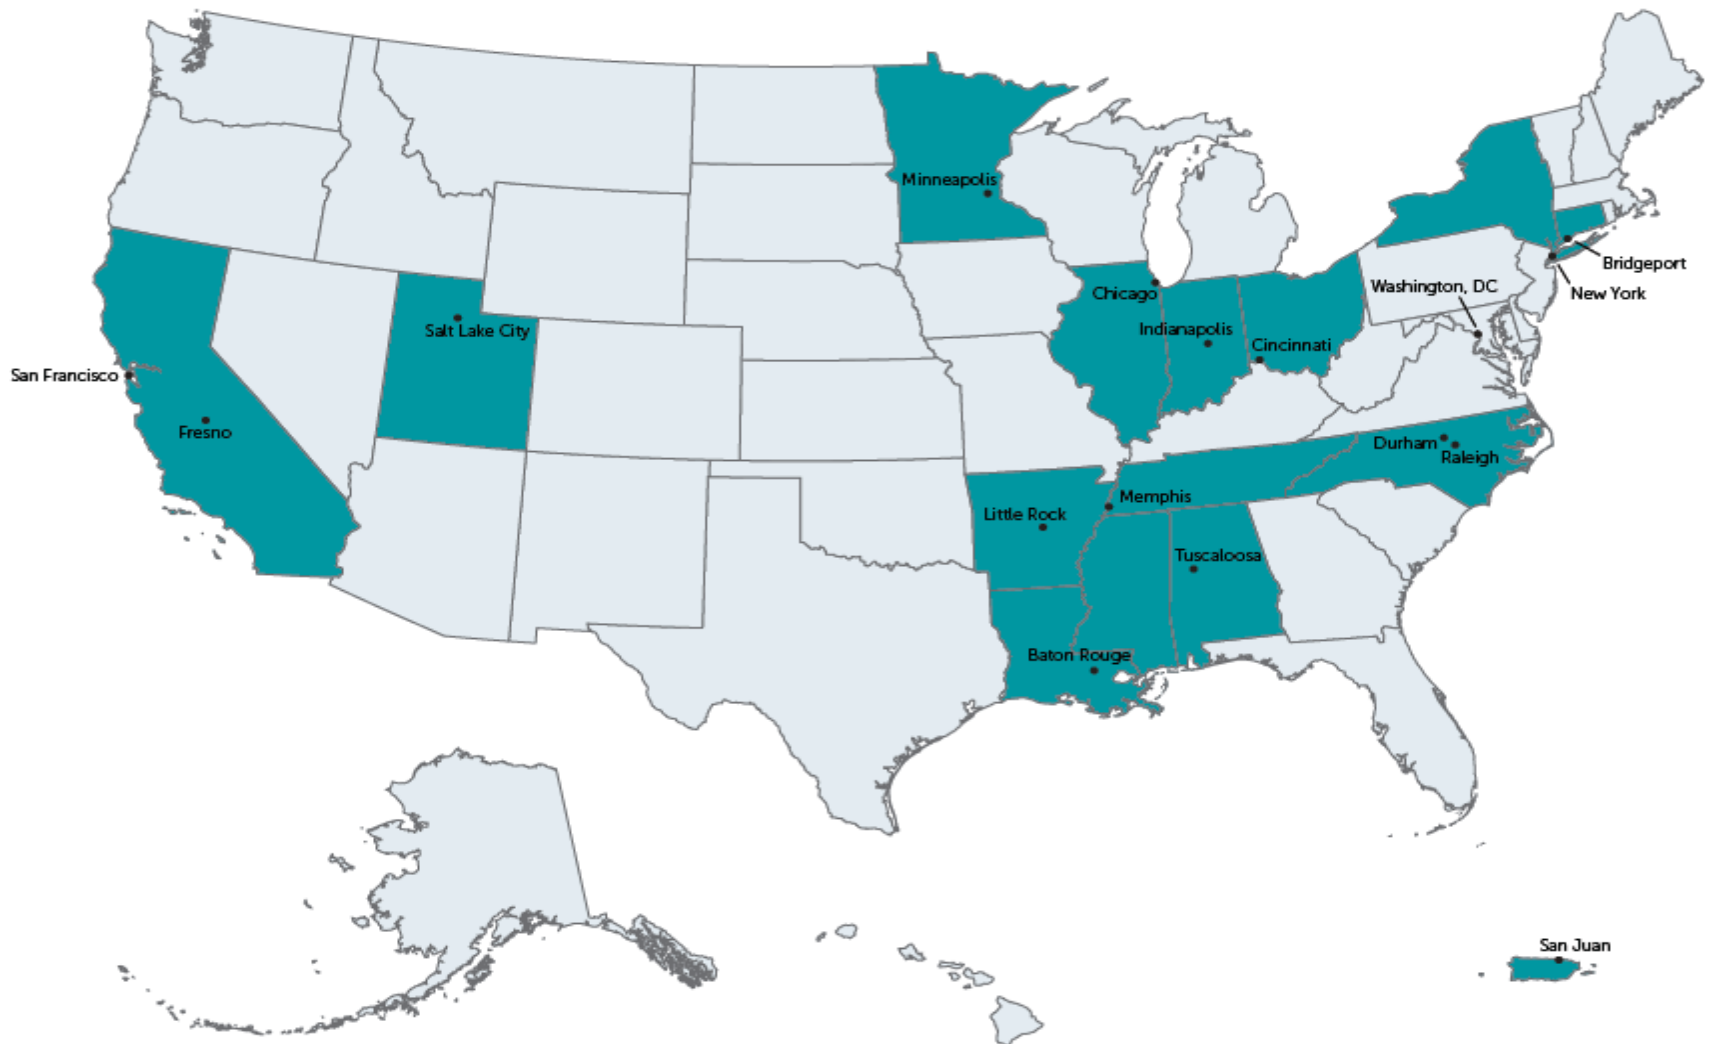 Minneapolis
Bridgeport
Washington, DC
Chicago
New York
Indianapolis
Salt Lake City
Cincinnati
San Francisco
Fresno
Durham
Raleigh
Memphis
Little Rock
Tuscaloosa
Baton Rouge
San Juan